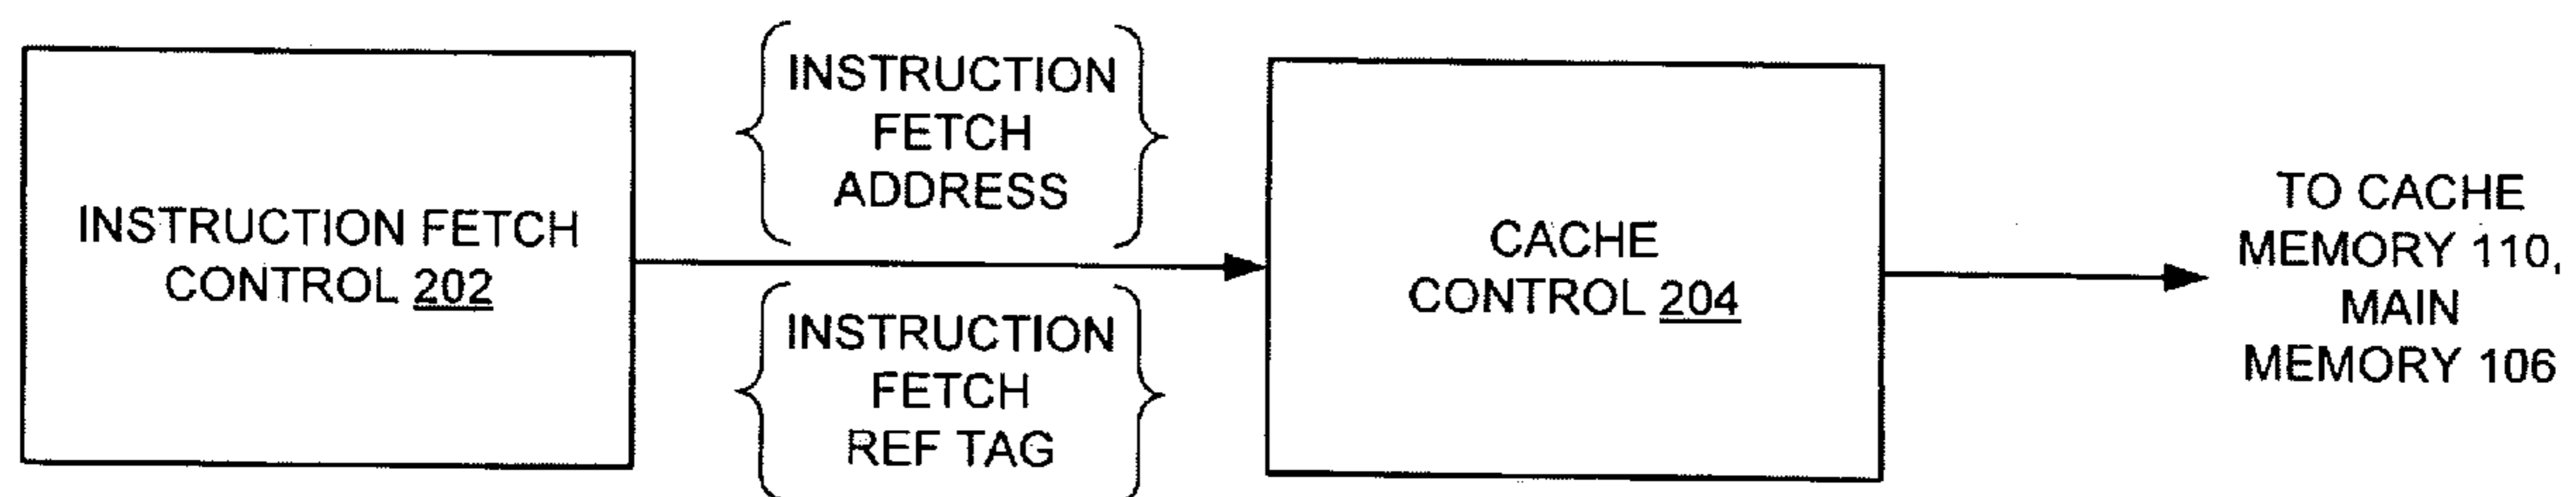 INSTRUCTION FETCH
CONTROL 202
INSTRUCTION
FETCH
ADDRESS
INSTRUCTION
FETCH
REF TAG
CACHE
CONTROL 204
TO CACHE
MEMORY 110,
MAIN
MEMORY 106